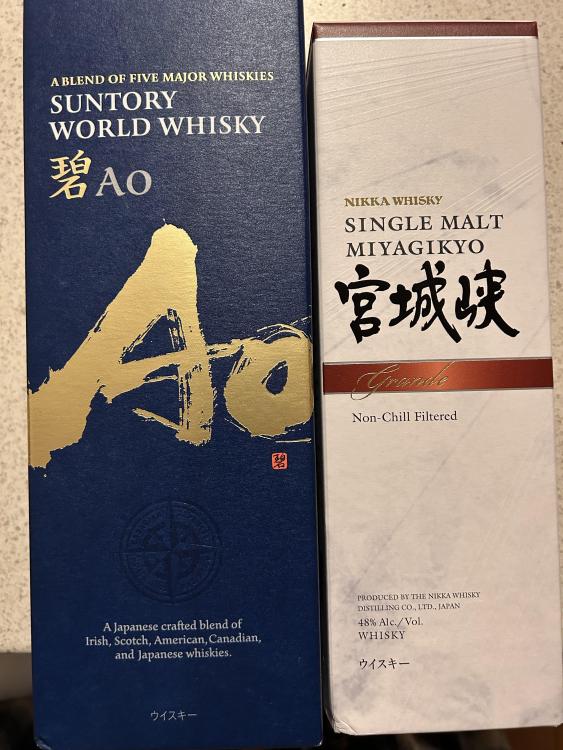 A BLEND OF FIVE MAJOR WHISKIES
SUNTORY
WORLD WHISKY
碧 AO
Ao
碧
A Japanese crafted blend of
Irish, Scotch, American, Canadian,
and Japanese whiskies.
ウイスキー
NIKKA WHISKY
SINGLE MALT
MIYAGIKYO
宮城峡
Grande
Non-Chill Filtered
PRODUCED BY THE NIKKA WHISKY
DISTILLING CO., LTD., JAPAN
48% Alc./Vol.
WHISKY
ウイスキー